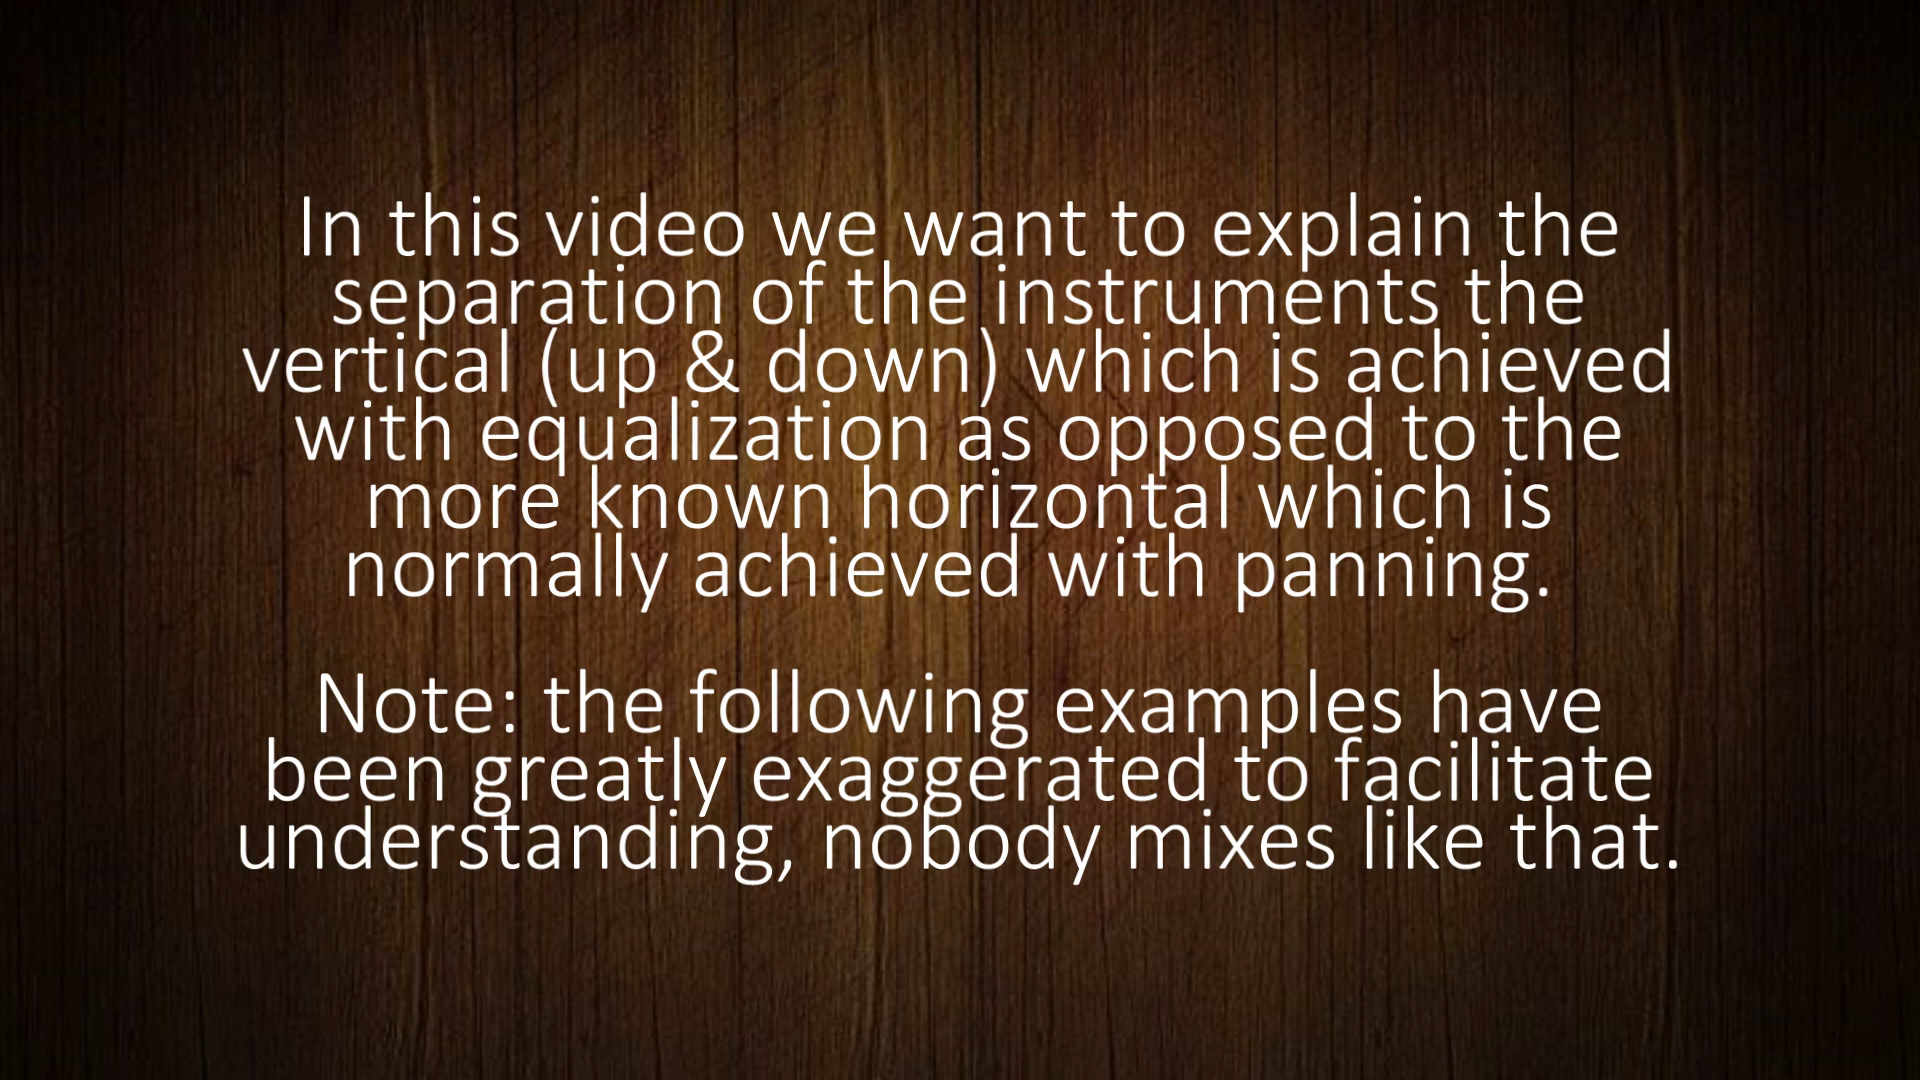 In this video we want to explain the
separation of the instruments the
vertical (up & down) which is achieved
with equalization as opposed to the
more known horizontal which is
normally achieved with panning.
Note: the following examples have
been greatly exaggerated to facilitate
understanding, nobody mixes like that.